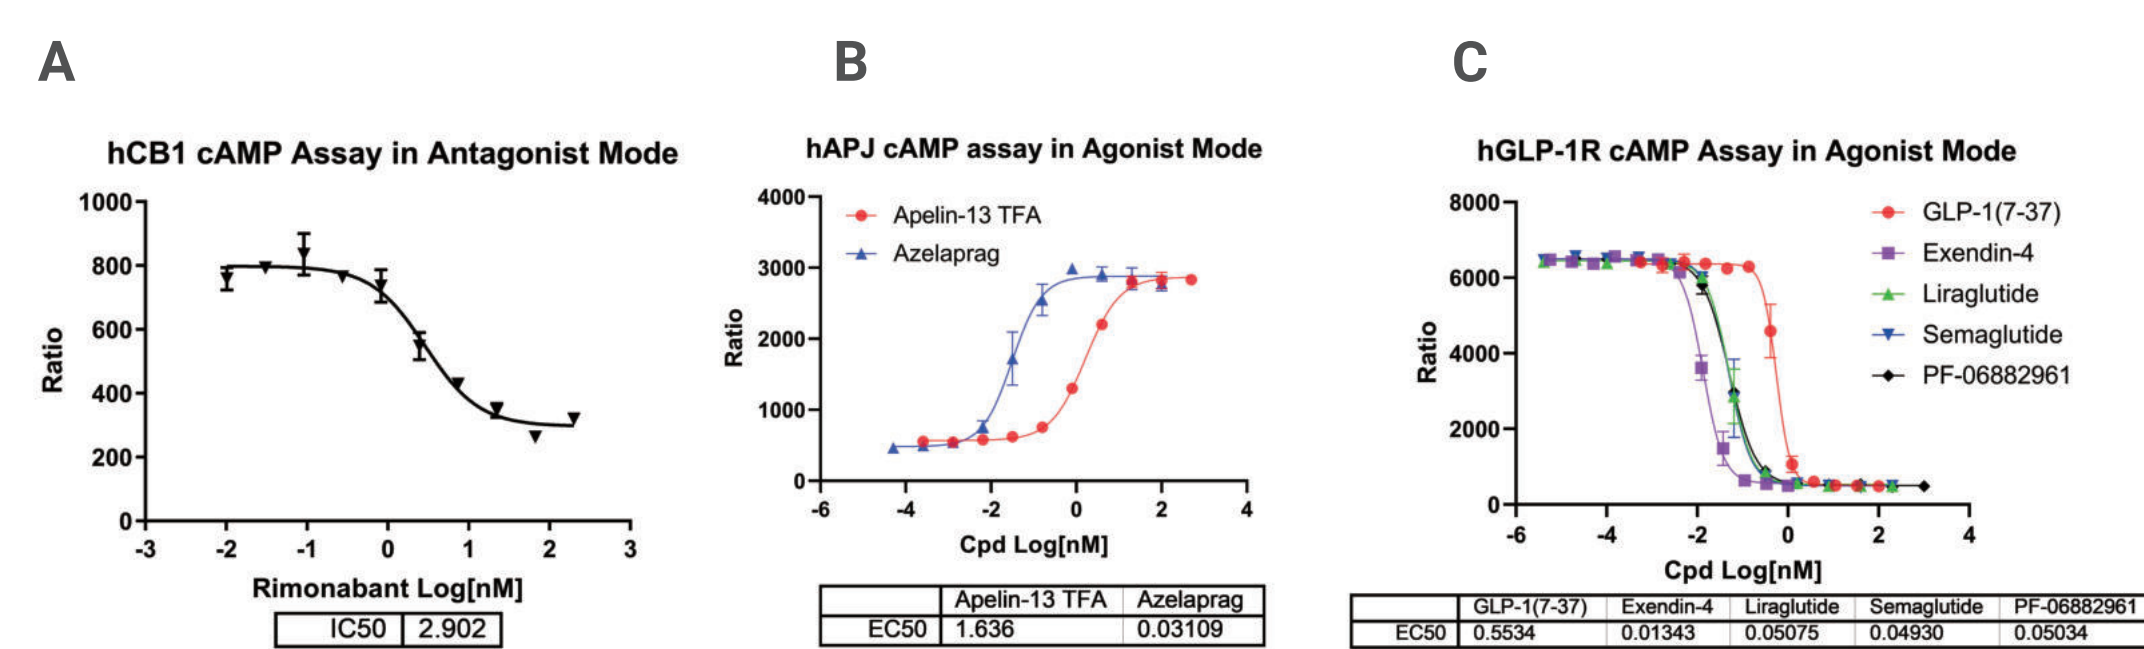 A
B
C
hCB1 cAMP Assay in Antagonist Mode
1000
800
600
400
200
0
Ratio
-3 -2 -1 0 1 2 3
Rimonabant Log[nM]
IC50 2.902
hAPJ cAMP assay in Agonist Mode
4000
3000
2000
1000
0
Ratio
Apelin-13 TFA
Azelaprag
-6 -4 -2 0 2 4
Cpd Log[nM]
Apelin-13 TFA Azelaprag
EC50 1.636 0.03109
hGLP-1R cAMP Assay in Agonist Mode
8000
6000
4000
2000
0
Ratio
GLP-1(7-37)
Exendin-4
Liraglutide
Semaglutide
PF-06882961
-6 -4 -2 0 2 4
Cpd Log[nM]
GLP-1(7-37) Exendin-4 Liraglutide Semaglutide PF-06882961
EC50 0.5534 0.01343 0.05075 0.04930 0.05034